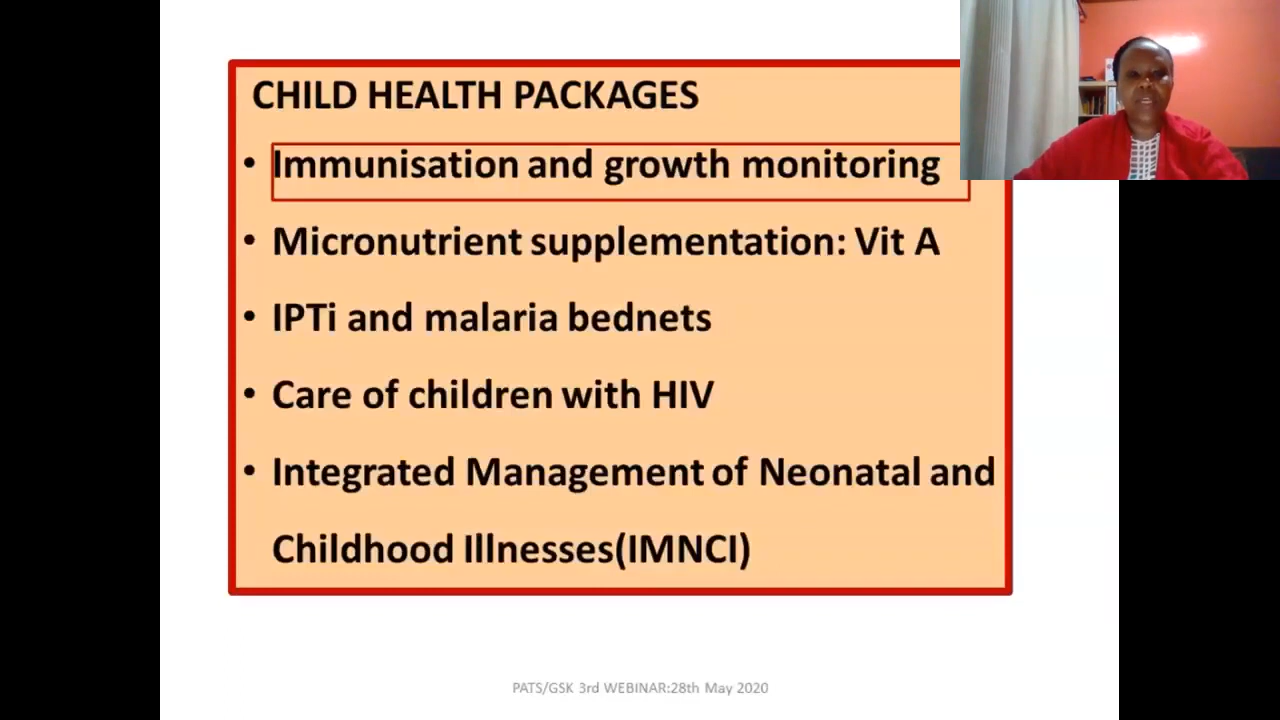 CHILD HEALTH PACKAGES
• Immunisation and growth monitoring
• Micronutrient supplementation: Vit A
• IPTi and malaria bednets
• Care of children with HIV
• Integrated Management of Neonatal and
Childhood Illnesses(IMNCI)
PATS/GSK 3rd WEBINAR:28th May 2020